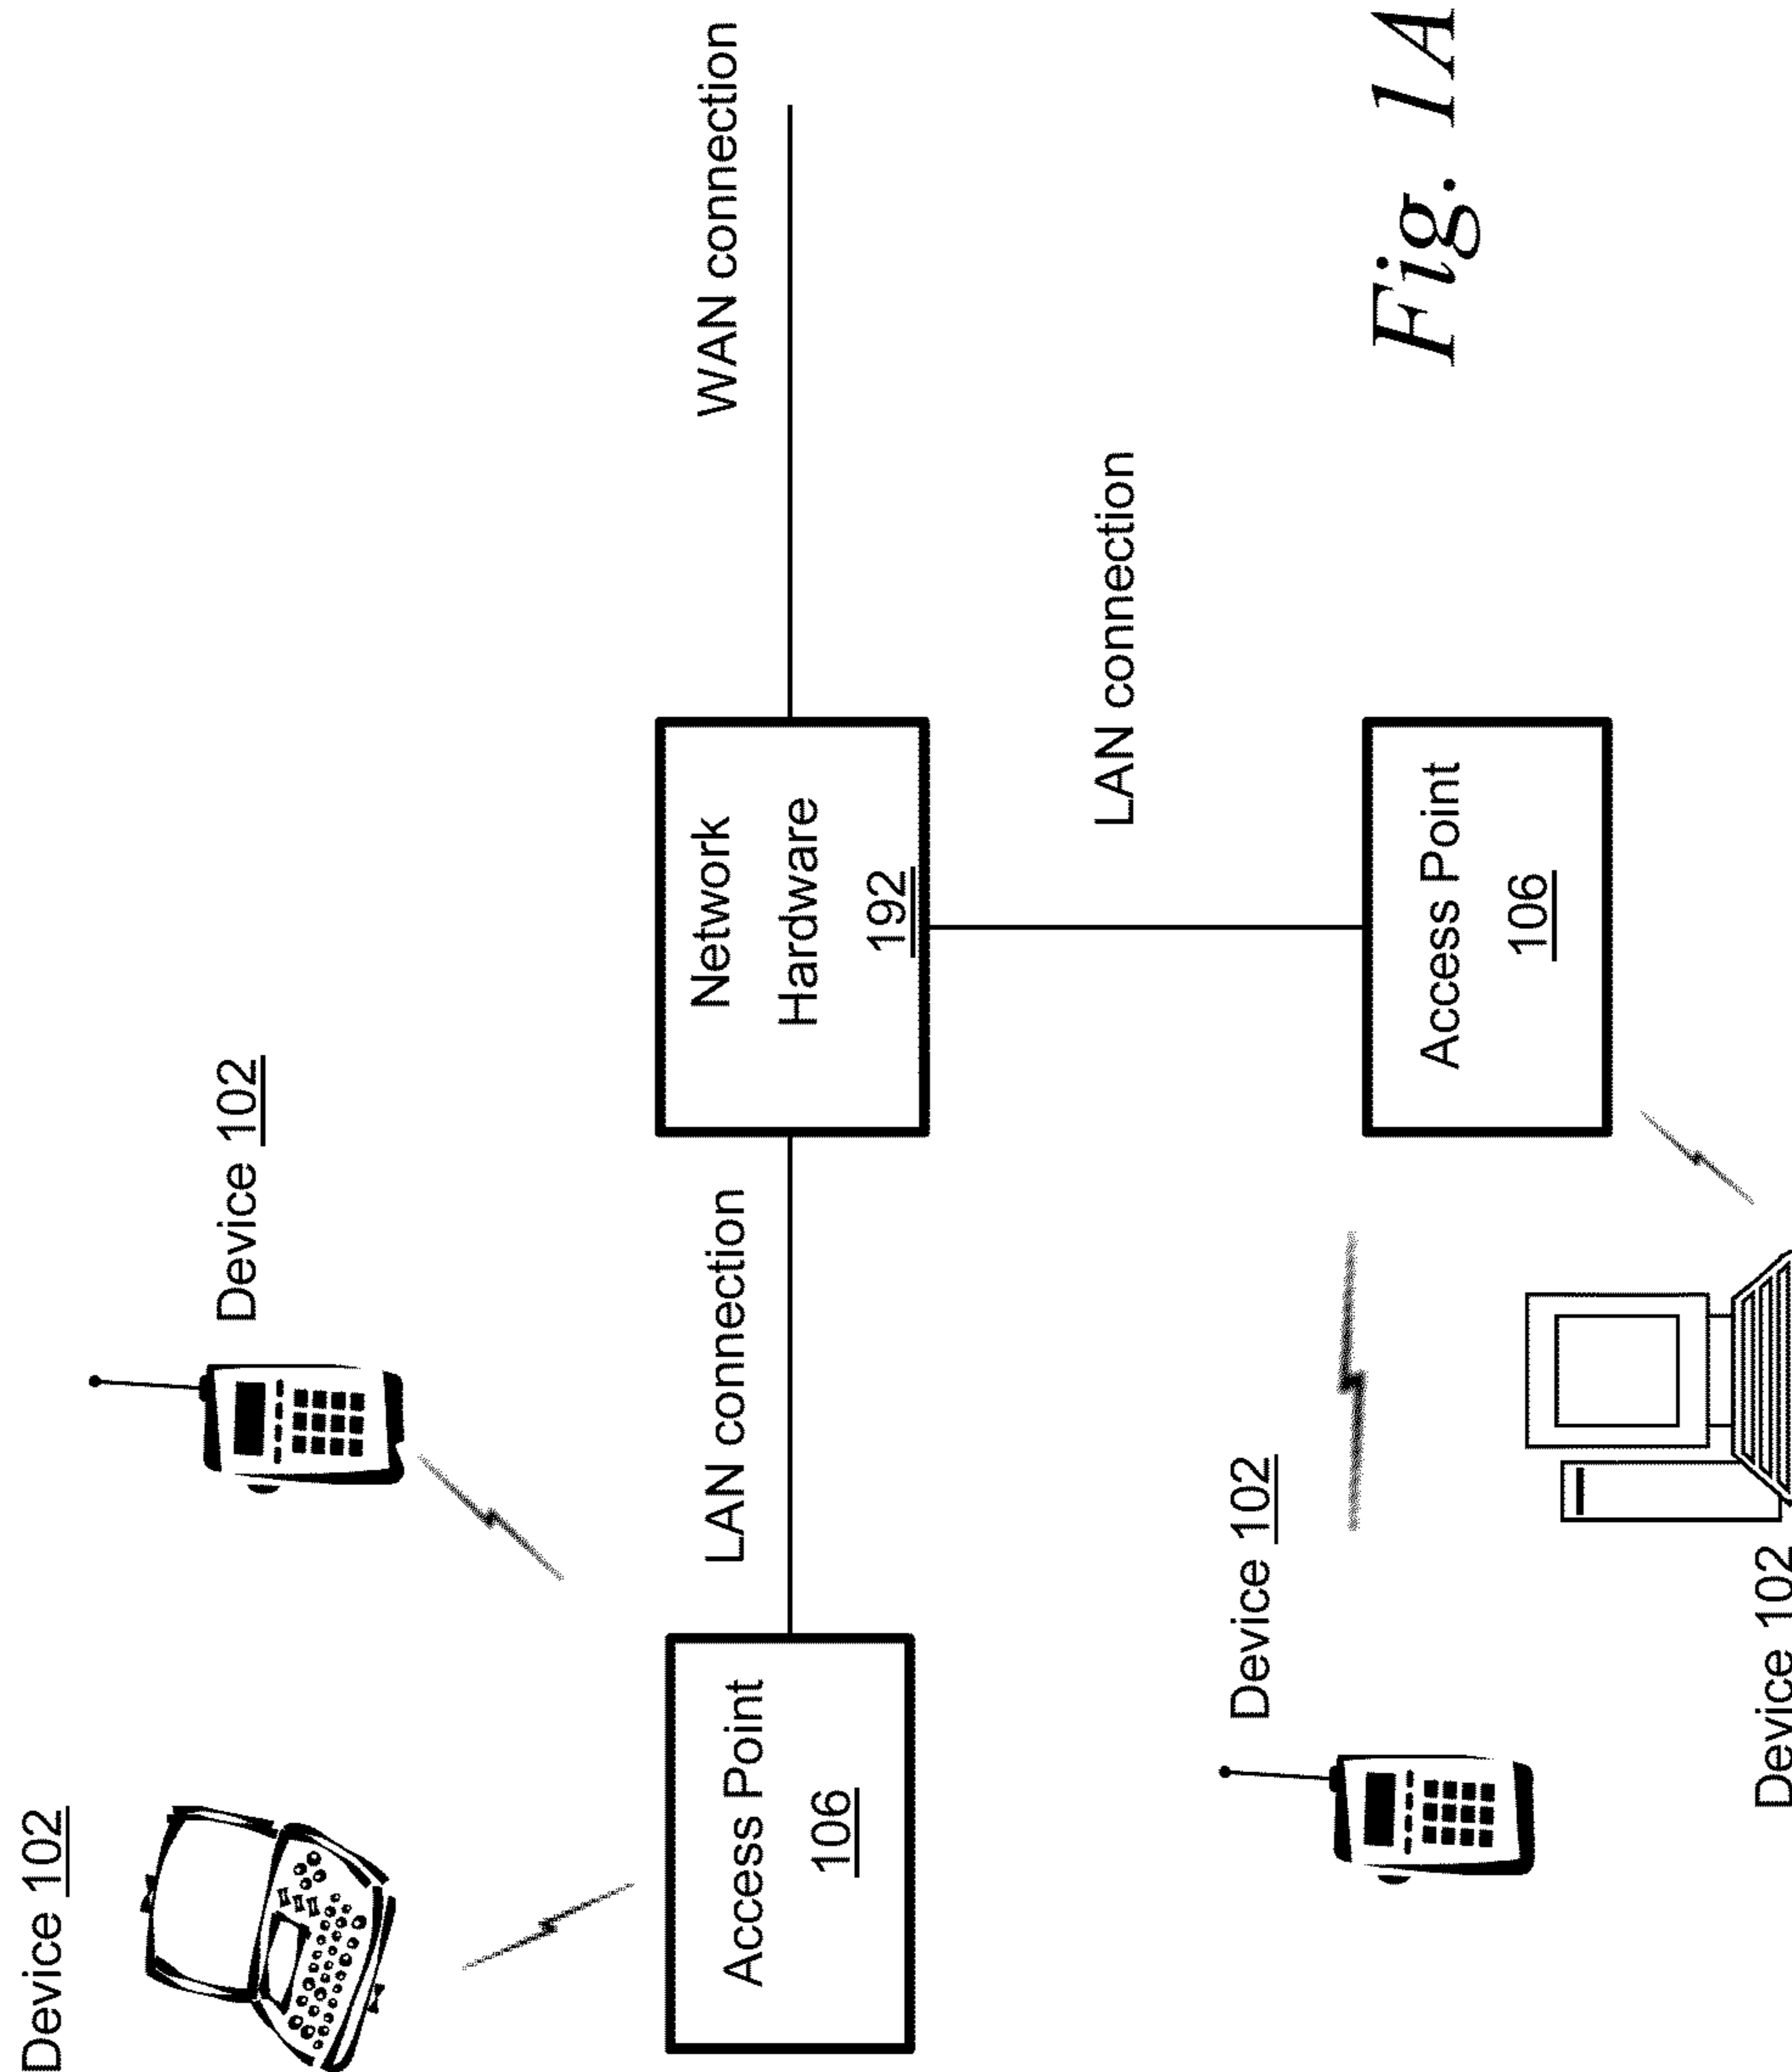 Device 102
Device 102
WAN connection
LAN connection
Network
Hardware
192
Access Point
106
LAN connection
Device 102
Access Point
106
Device 102
Fig. 1A